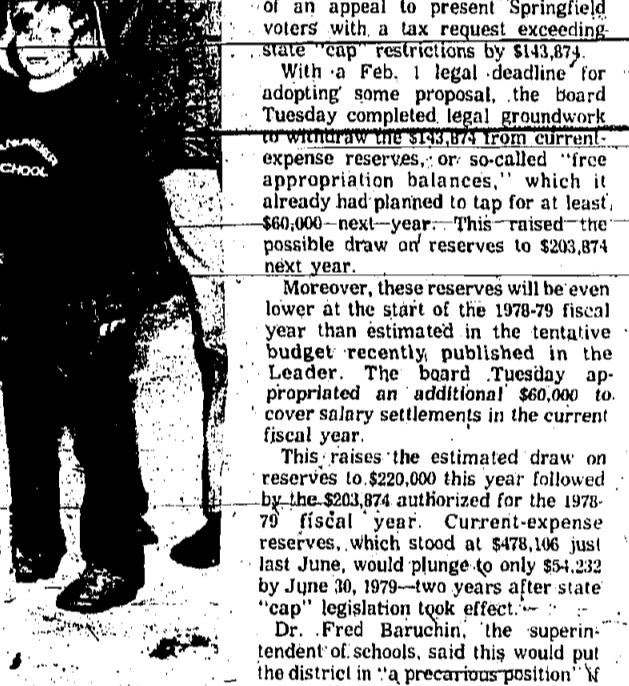 CHOOL
of an appeal to present Springfield
voters with a tax request exceeding
state "cap" restrictions by $143,874.
With a Feb. 1 legal deadline for
adopting some proposal, the board
Tuesday completed legal groundwork
to withdraw the $143,874 from current-
expense reserves, or so-called "free
appropriation balances," which it
already had planned to tap for at least
$60,000 next year. This raised the
possible draw on reserves to $203,874
next year.
Moreover, these reserves will be even
lower at the start of the 1978-79 fiscal
year than estimated in the tentative
budget recently published in the
Leader. The board Tuesday ap-
propriated an additional $60,000 to
cover salary settlements in the current
fiscal year.
This raises the estimated draw on
reserves to $220,000 this year followed
by the $203,874 authorized for the 1978-
79 fiscal year. Current-expense
reserves, which stood at $478,106 just
last June, would plunge to only $54,232
by June 30, 1979—two years after state
"cap" legislation took effect.
Dr. Fred Baruchin, the superin-
tendent of schools, said this would put
the district in "a precarious position" if